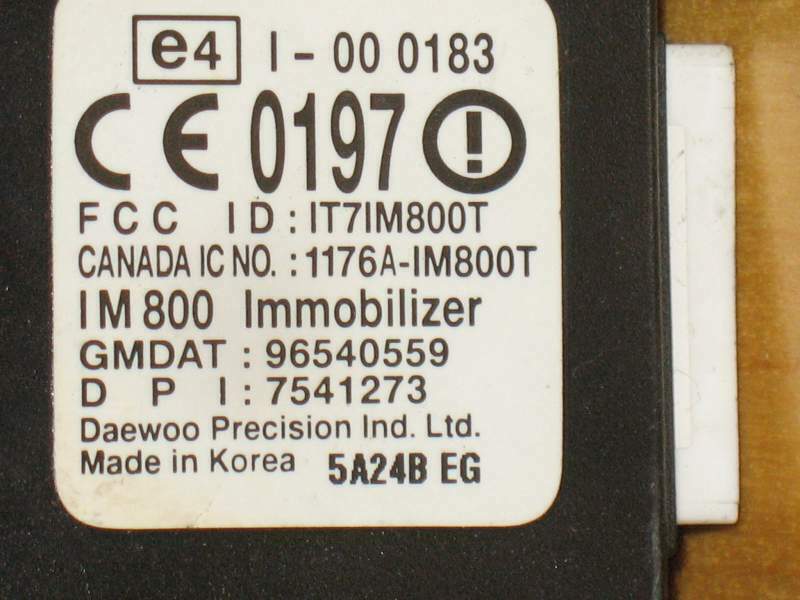 e4 I - 00 0183
CE 0197 !
FCC ID : IT7IM800T
CANADA IC NO. : 1176A-IM800T
IM 800 Immobilizer
GMDAT : 96540559
D P I : 7541273
Daewoo Precision Ind. Ltd.
Made in Korea 5A24B EG